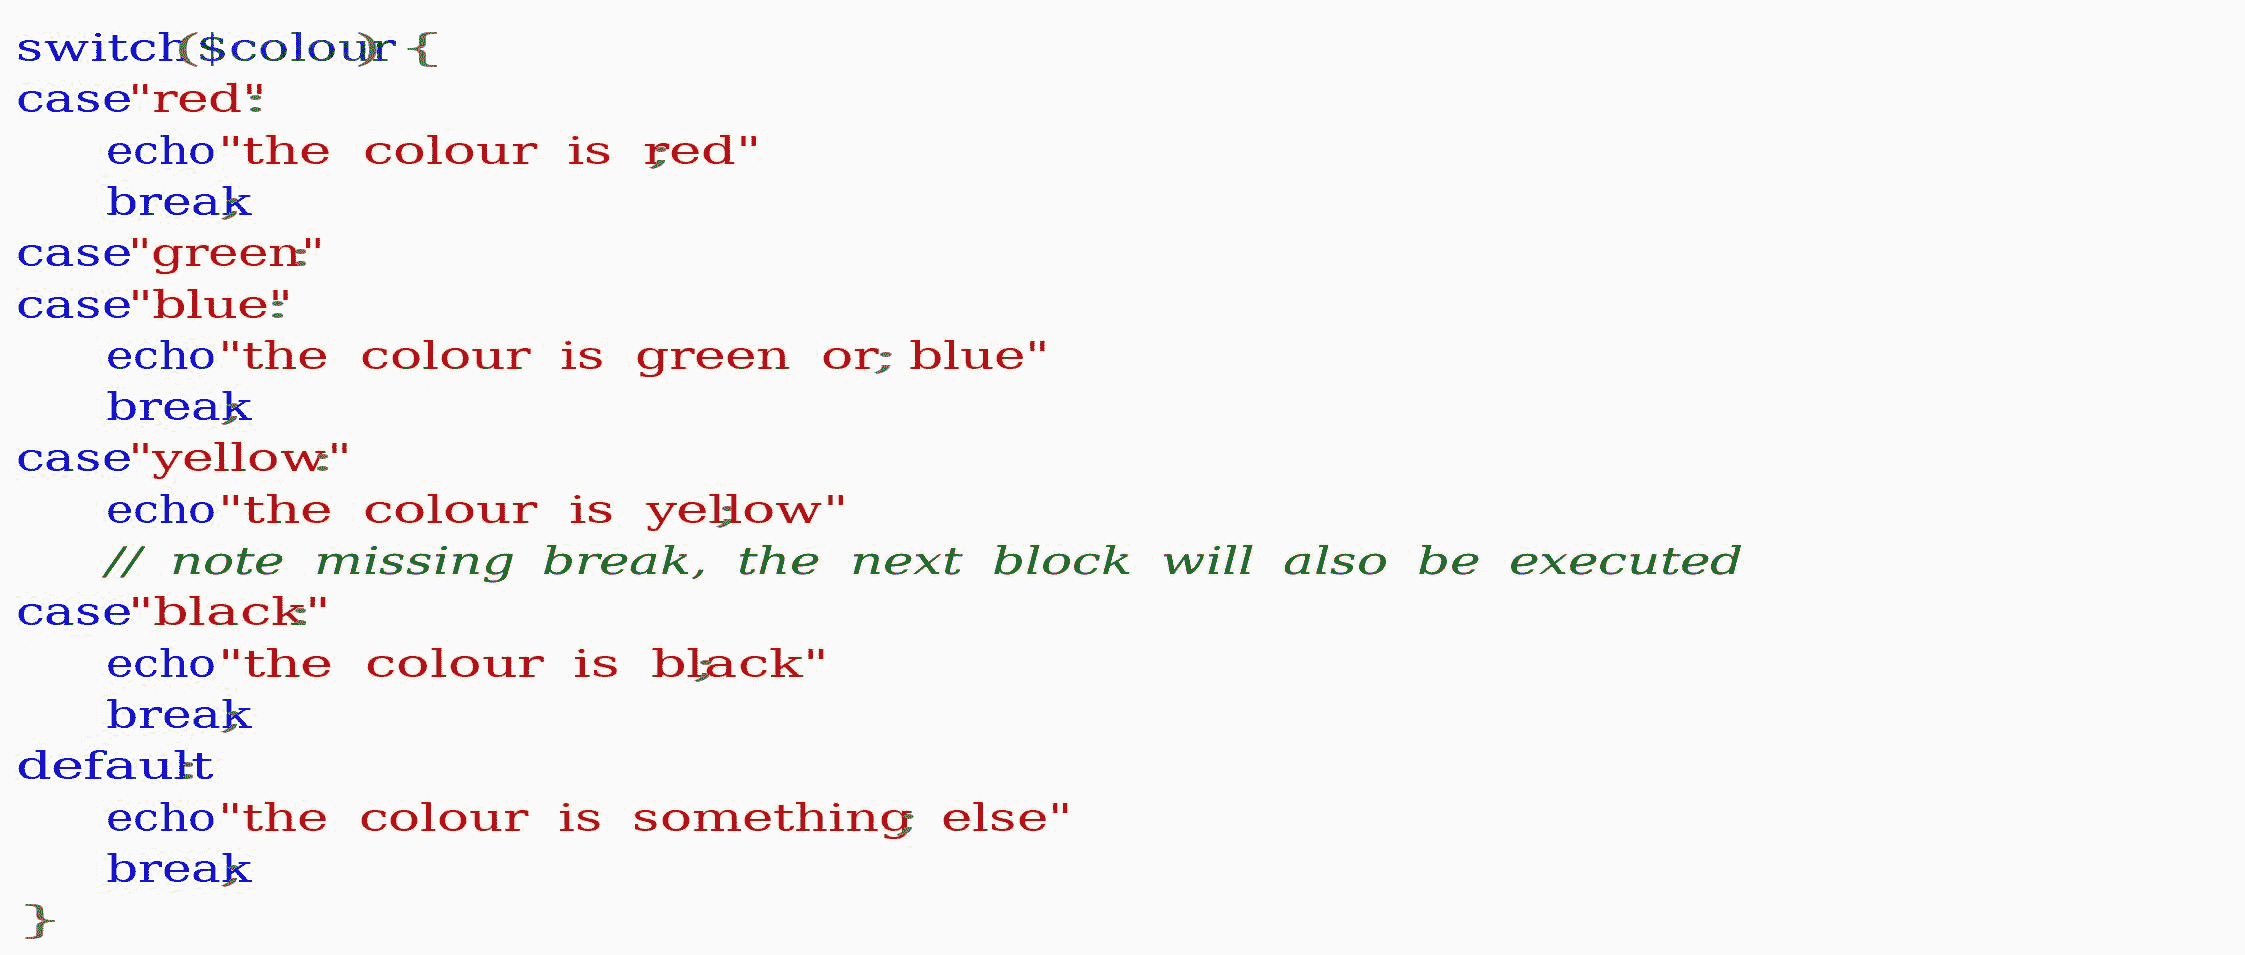 switch($colour) {
case"red":
    echo"the colour is red";
    break;
case"green":
case"blue":
    echo"the colour is green or blue";
    break;
case"yellow":
    echo"the colour is yellow";
    // note missing break, the next block will also be executed
case"black":
    echo"the colour is black";
    break;
default:
    echo"the colour is something else";
    break;
}